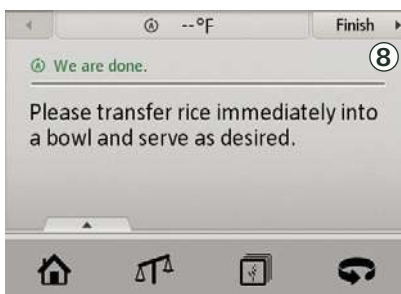 --°F
Finish
8
We are done.
Please transfer rice immediately into
a bowl and serve as desired.